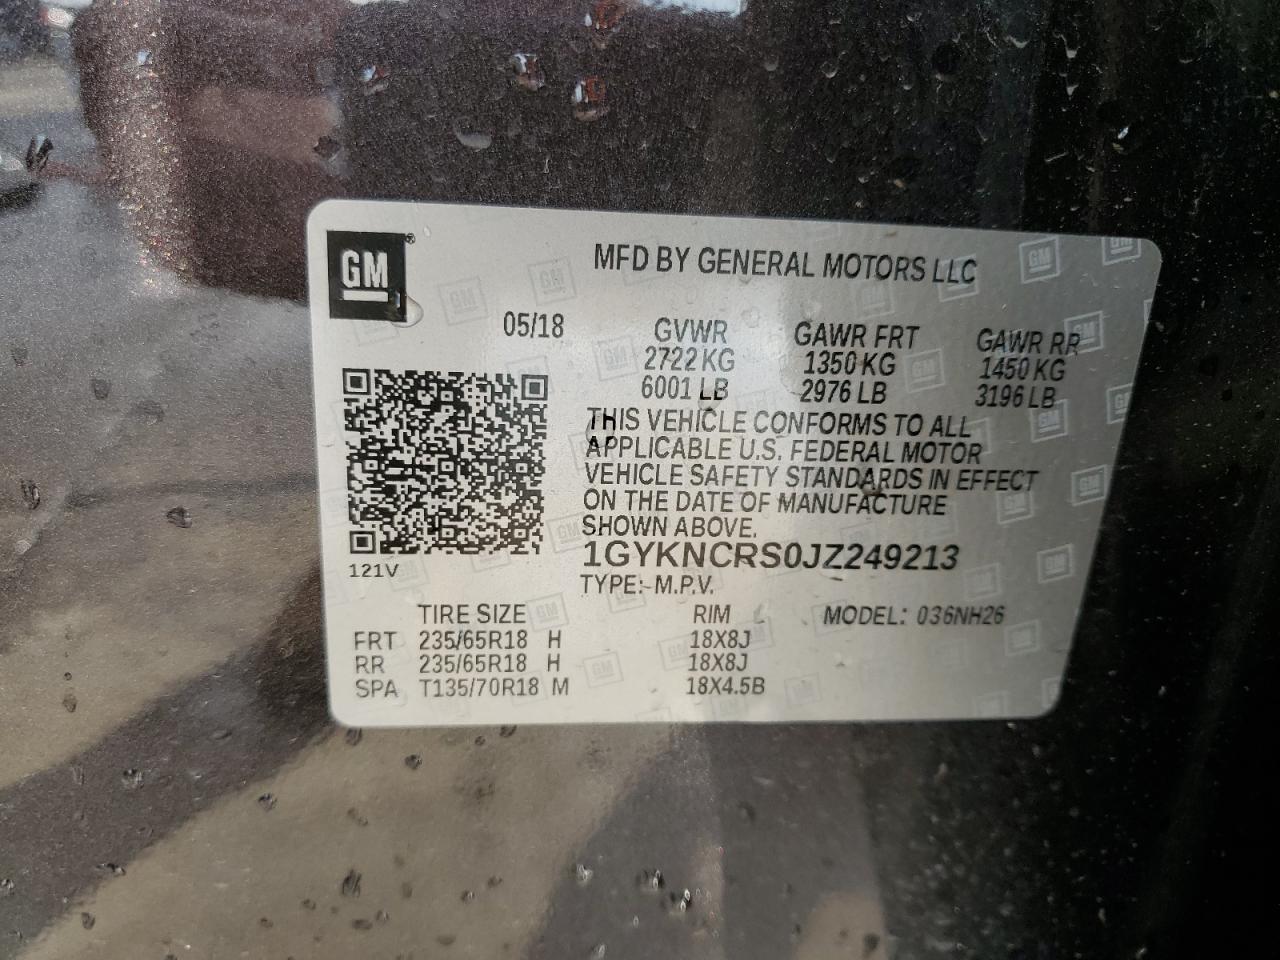 GM
MFD BY GENERAL MOTORS LLC
05/18 GVWR GAWR FRT GAWR RR
2722 KG 1350 KG 1450 KG
6001 LB 2976 LB 3196 LB
THIS VEHICLE CONFORMS TO ALL
APPLICABLE U.S. FEDERAL MOTOR
VEHICLE SAFETY STANDARDS IN EFFECT
ON THE DATE OF MANUFACTURE
SHOWN ABOVE.
1GYKNCRS0JZ249213
121V
TYPE: M.P.V.
TIRE SIZE RIM MODEL: 036NH26
FRT 235/65R18 H 18X8J
RR 235/65R18 H 18X8J
SPA T135/70R18 M 18X4.5B